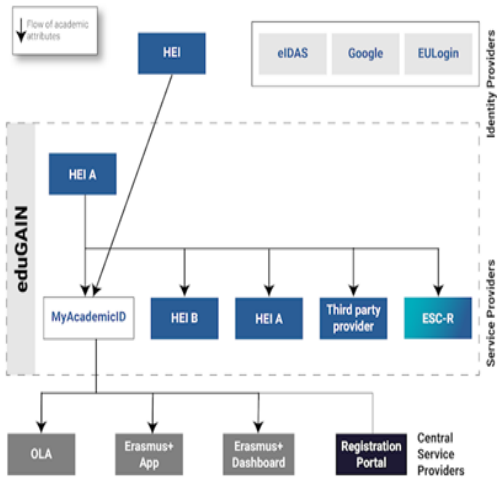 Flow of academic
attributes
HEI
eIDAS
Google
EULogin
Identity Providers
eduGAIN
HEI A
MyAcademicID
HEI B
HEI A
Third party
provider
ESC-R
Service Providers
OLA
Erasmus+
App
Erasmus+
Dashboard
Registration
Portal
Central
Service
Providers